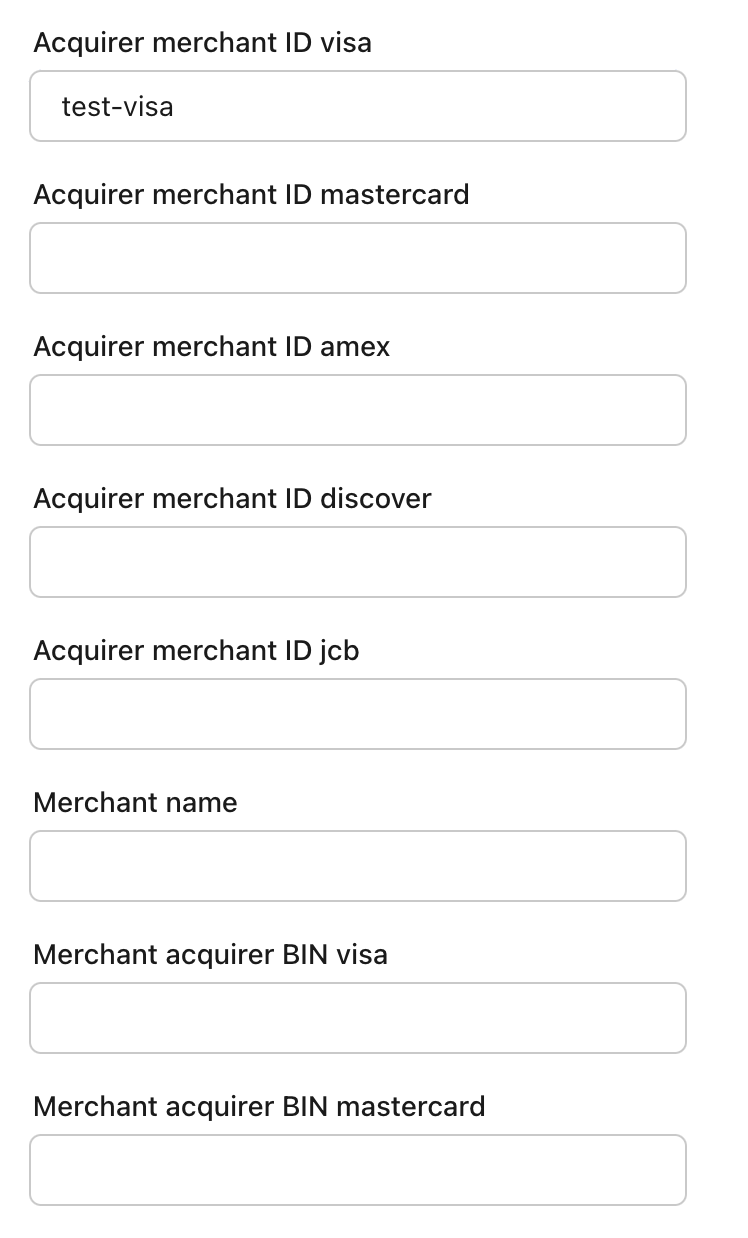 Acquirer merchant ID visa
test-visa
Acquirer merchant ID mastercard
Acquirer merchant ID amex
Acquirer merchant ID discover
Acquirer merchant ID jcb
Merchant name
Merchant acquirer BIN visa
Merchant acquirer BIN mastercard